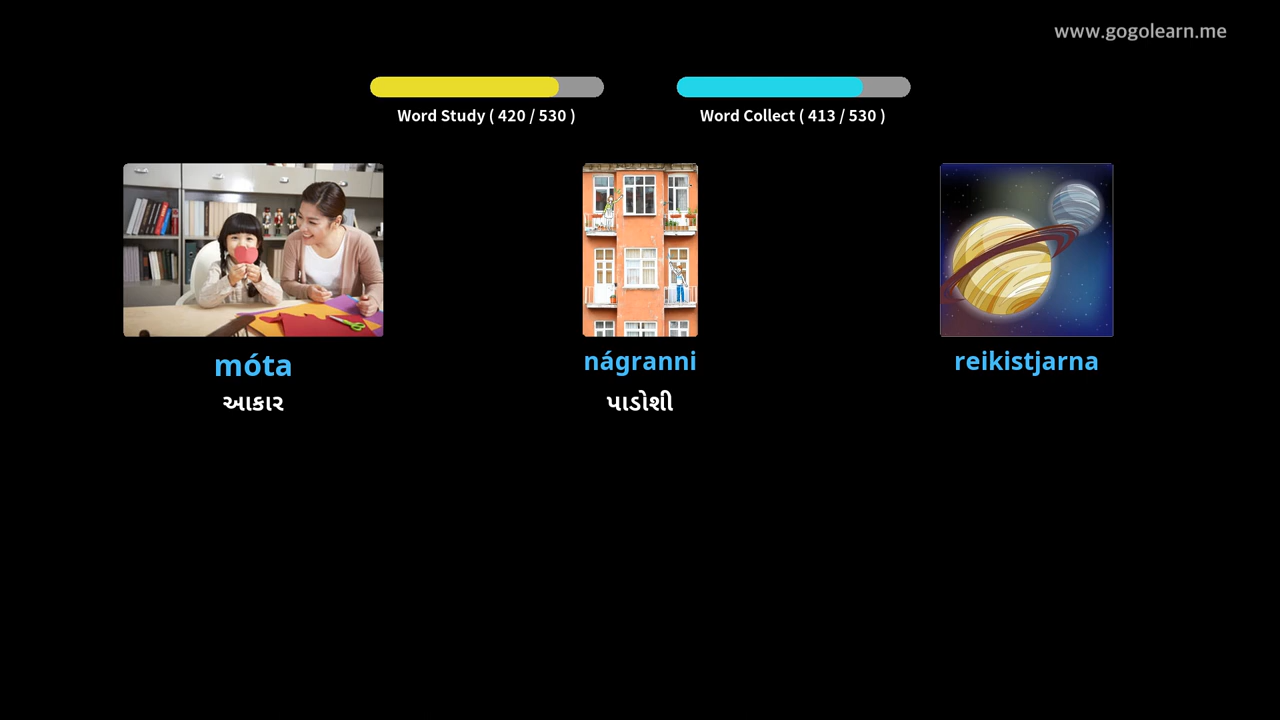 www.gogolearn.me
Word Study ( 420 / 530 )
Word Collect ( 413 / 530 )
móta
nágranni
reikistjarna
આકાર
પાડોશી